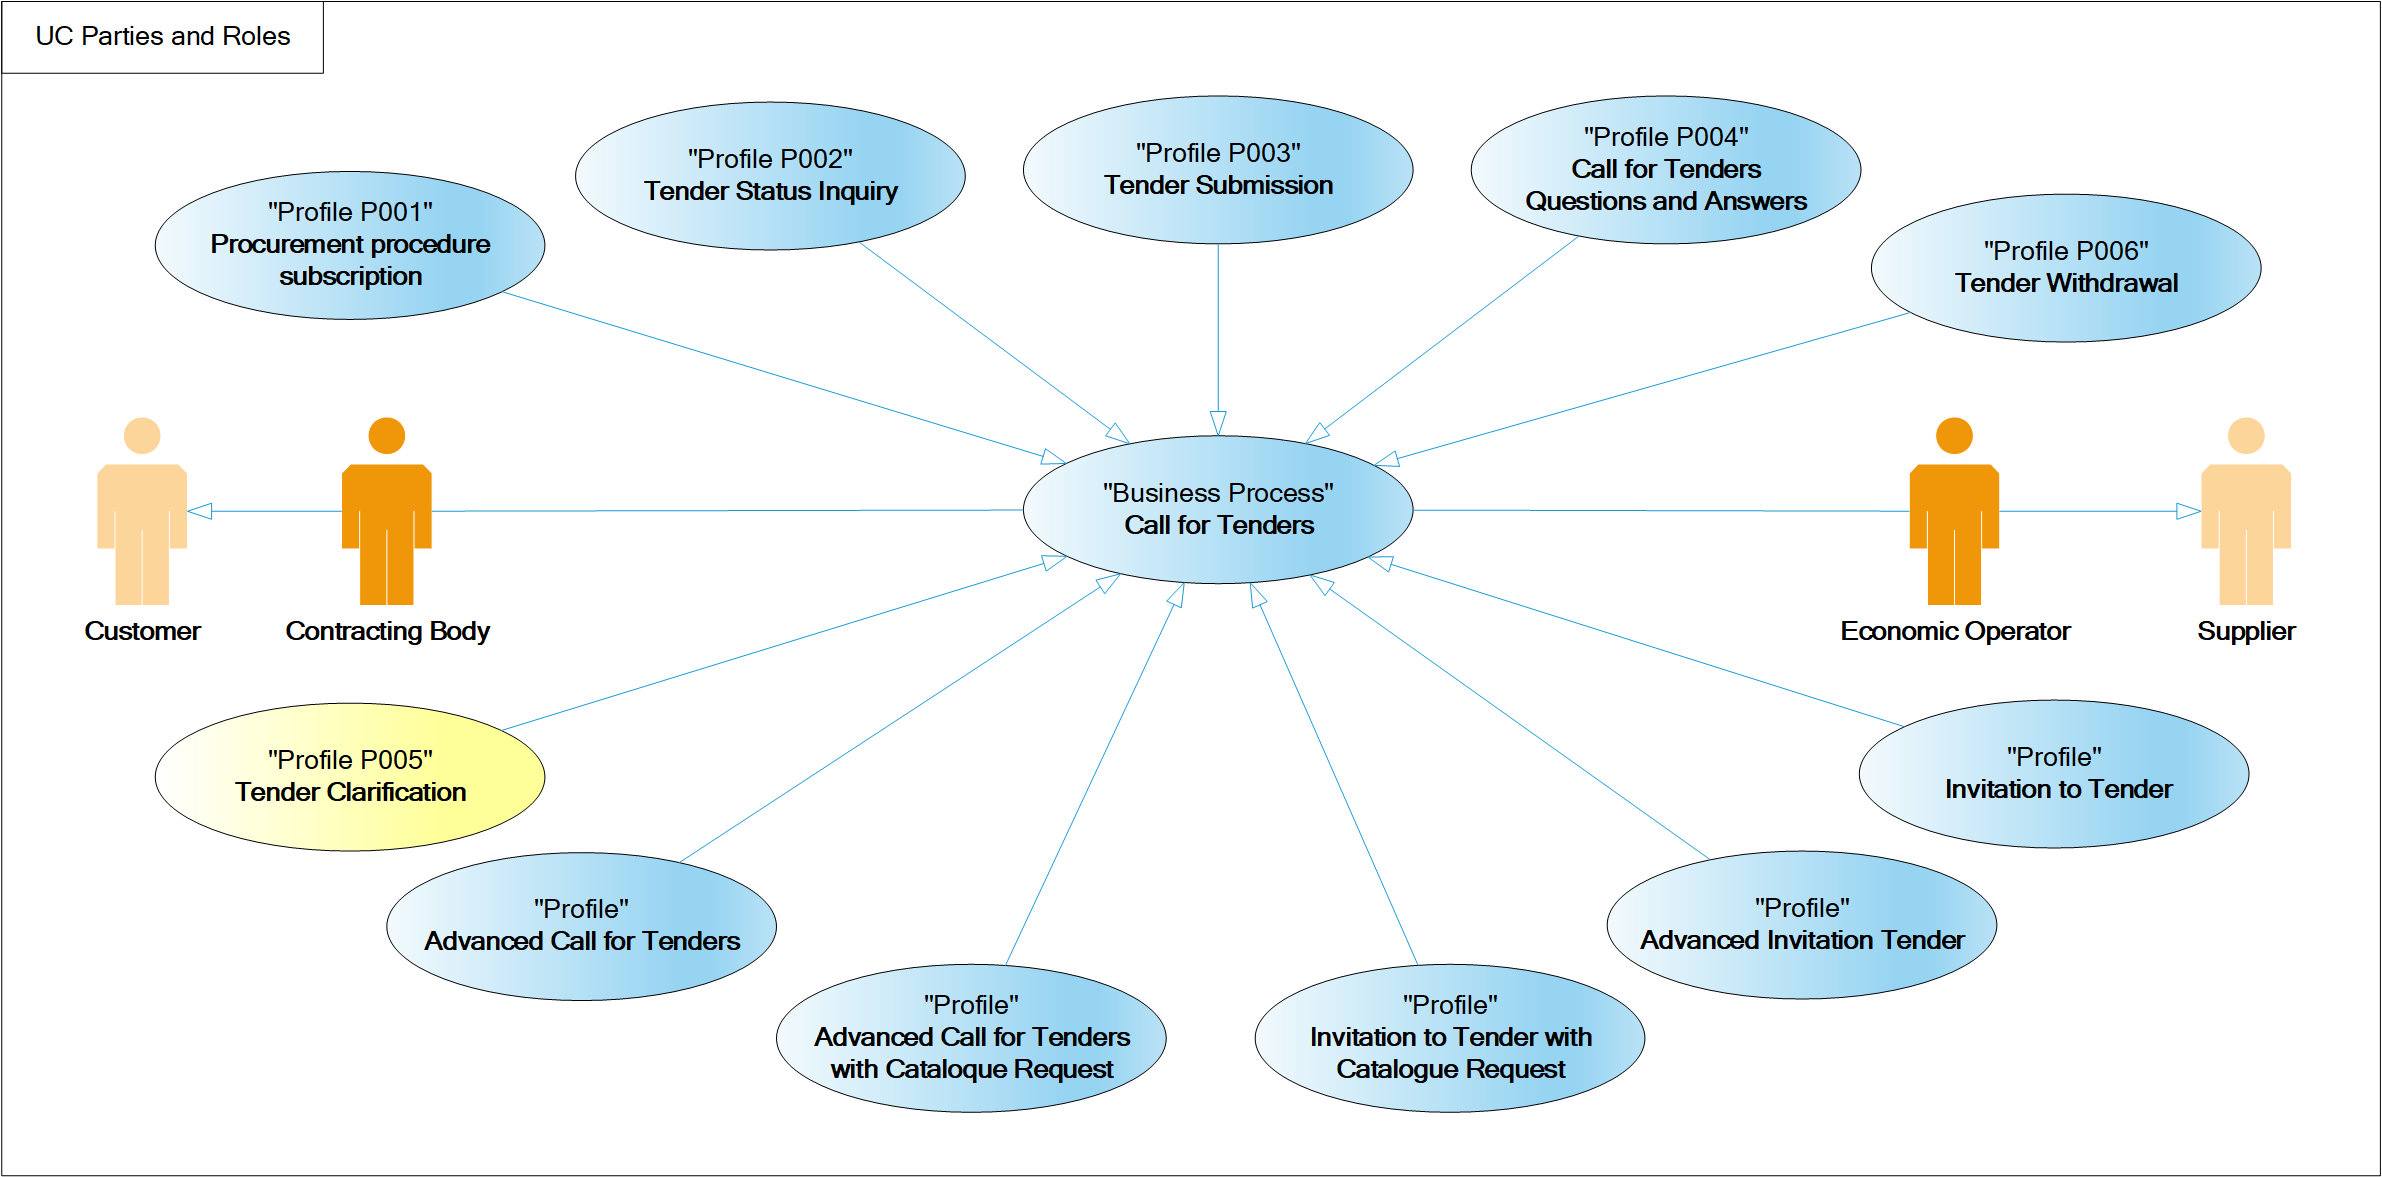 UC Parties and Roles
"Profile P001"
Procurement procedure
subscription
"Profile P002"
Tender Status Inquiry
"Profile P003"
Tender Submission
"Profile P004"
Call for Tenders
Questions and Answers
"Profile P006"
Tender Withdrawal
Customer
Contracting Body
"Business Process"
Call for Tenders
Economic Operator
Supplier
"Profile P005"
Tender Clarification
"Profile"
Advanced Call for Tenders
"Profile"
Advanced Call for Tenders
with Cataloque Request
"Profile"
Invitation to Tender with
Catalogue Request
"Profile"
Advanced Invitation Tender
"Profile"
Invitation to Tender